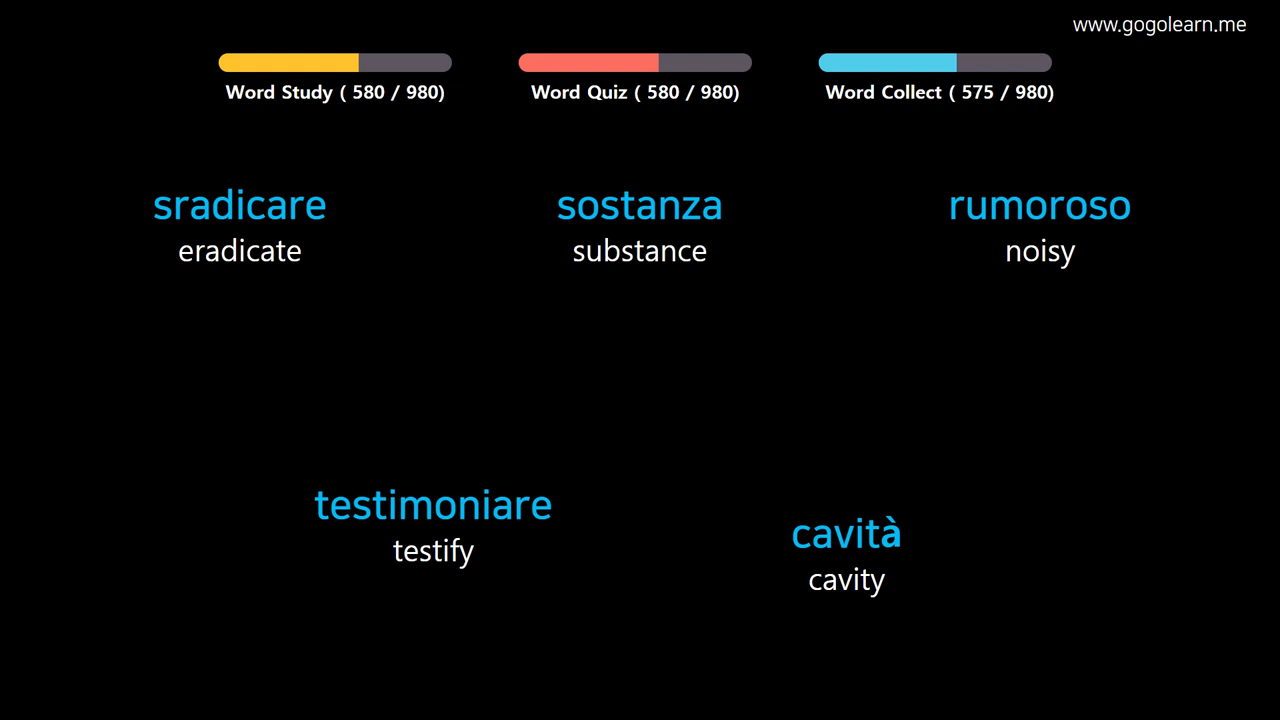 www.gogolearn.me
Word Study ( 580 / 980)
Word Quiz ( 580 / 980)
Word Collect ( 575 / 980)
sradicare
eradicate
sostanza
substance
rumoroso
noisy
testimoniare
testify
cavità
cavity